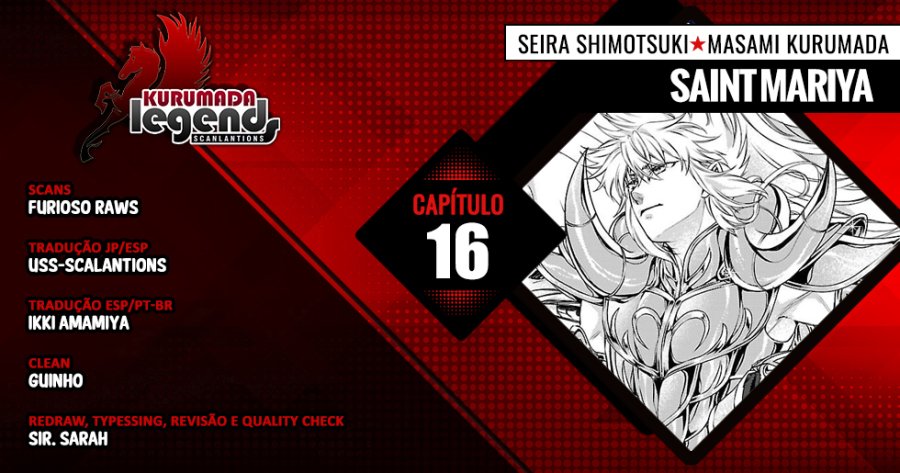 KURUMADA
legends
SCANLANTIONS
SEIRA SHIMOTSUKI★MASAMI KURUMADA
SAINT MARIYA
CAPÍTULO
16
SCANS
FURIOSO RAWS
TRADUÇÃO JP/ESP
USS-SCALANTIONS
TRADUÇÃO ESP/PT-BR
IKKI AMAMIYA
CLEAN
GUINHO
REDRAW, TYPESSING, REVISÃO E QUALITY CHECK
SIR. SARAH